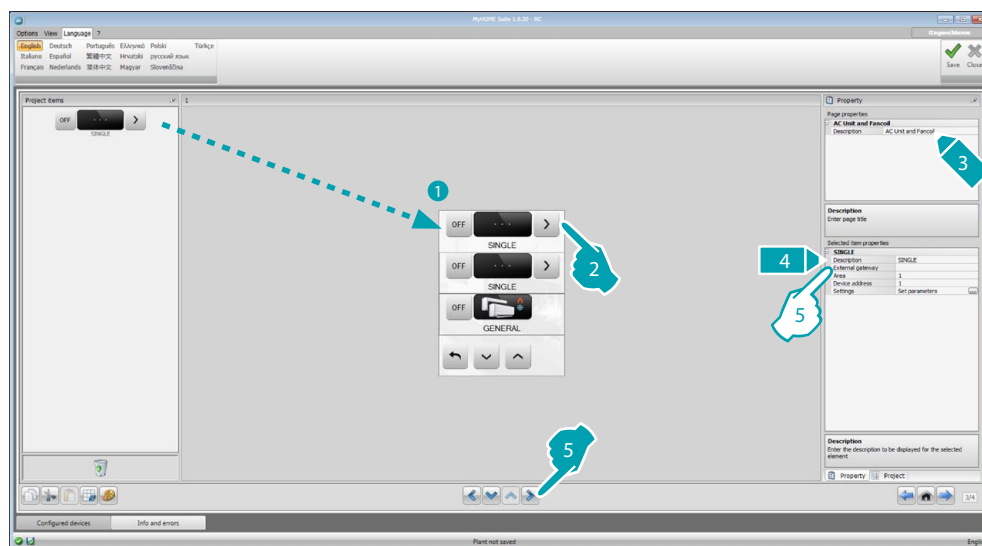 MyHOME Suite 1.0.30 - RC
Options View Language ?
English Deutsch Português Ελληνικά Polski Türkçe
Italiano Español 繁體中文 Hrvatski русский язык
Français Nederlands 简体中文 Magyar Slovenščina
Save Close
Project items
1
OFF
SINGLE
1
OFF
SINGLE
2
OFF
SINGLE
OFF
GENERAL
5
Property
Page properties
AC Unit and Fancoil
Description AC Unit and Fancoil
3
Description
Enter page title
Selected item properties
SINGLE
4
Description SINGLE
External gateway
Area 1
Device address 1
Settings Set parameters ...
5
Description
Enter the description to be displayed for the selected
element
Property Project
3/4
Configured devices Info and errors
Plant not saved
Englis